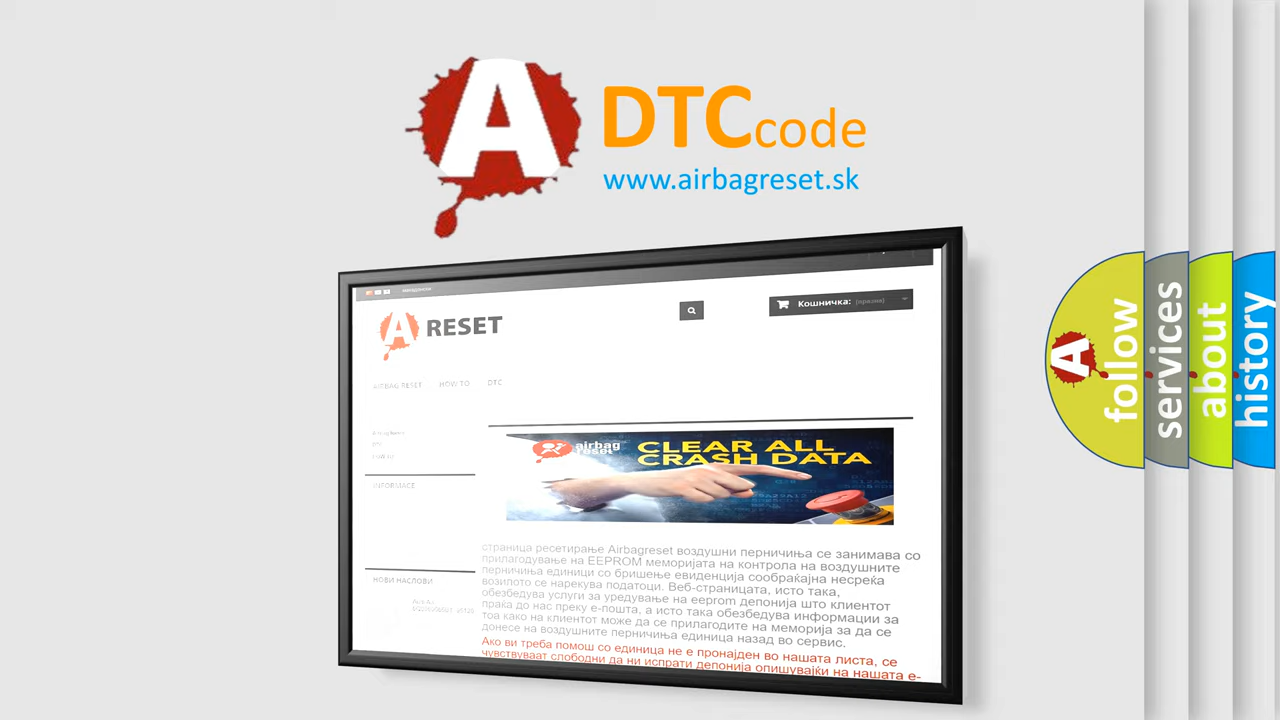 A
DTC code
www.airbagreset.sk
Кошничка: (празна)
A RESET
AIRBAG RESET HOW TO DTC
DTC
INFORMACE
airbag
reset
CLEAR ALL
CRASH DATA
страница ресетирање Airbagreset воздушни перничиња се занимава со
прилагодување на EEPROM меморијата на контрола на воздушните
перничиња единици со бришење евиденција сообраќајна несреќа
возилото се нарекува податоци. Веб-страницата, исто така,
обезбедува услуги за уредување на eeprom депонија што клиентот
праќа до нас преку е-пошта, а исто така обезбедува информации за
тоа како на клиентот може да се прилагодите на меморија за да се
донесе на воздушните перничиња единица назад во сервис.
Ако ви треба помош со единица не е пронајден во нашата листа, се
чувствуваат слободни да ни испрати депонија опишувајќи на нашата е-
НОВИ НАСЛОВИ
A
follow
services
about
history